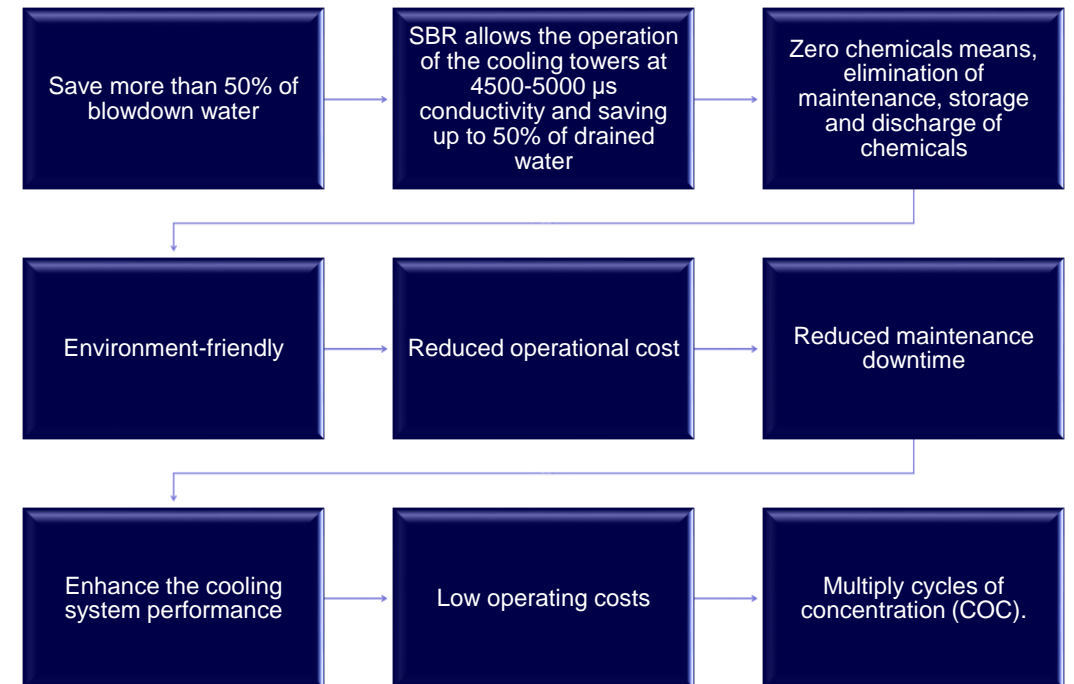 Save more than 50% of
blowdown water
SBR allows the operation
of the cooling towers at
4500-5000 µs
conductivity and saving
up to 50% of drained
water
Zero chemicals means,
elimination of
maintenance, storage
and discharge of
chemicals
Environment-friendly
Reduced operational cost
Reduced maintenance
downtime
Enhance the cooling
system performance
Low operating costs
Multiply cycles of
concentration (COC).